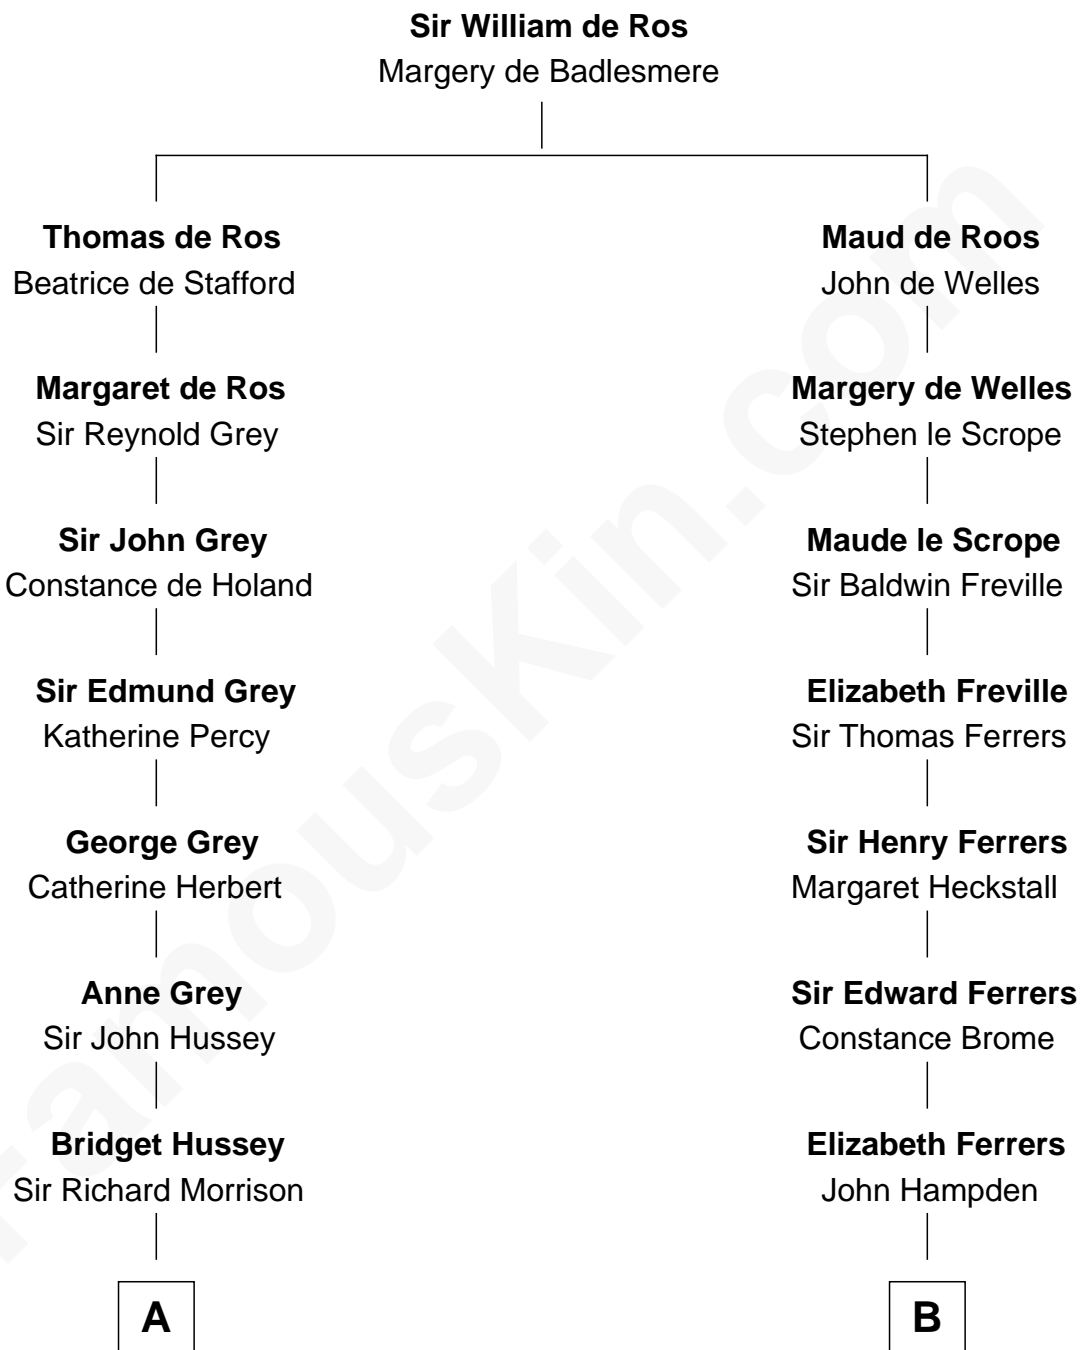 Sir William de Ros
Margery de Badlesmere
Thomas de Ros
Beatrice de Stafford
Maud de Roos
John de Welles
Margaret de Ros
Sir Reynold Grey
Margery de Welles
Stephen le Scrope
Sir John Grey
Constance de Holand
Maude le Scrope
Sir Baldwin Freville
Sir Edmund Grey
Katherine Percy
Elizabeth Freville
Sir Thomas Ferrers
George Grey
Catherine Herbert
Sir Henry Ferrers
Margaret Heckstall
Anne Grey
Sir John Hussey
Sir Edward Ferrers
Constance Brome
Bridget Hussey
Sir Richard Morrison
Elizabeth Ferrers
John Hampden
A
B
FamousKin.com